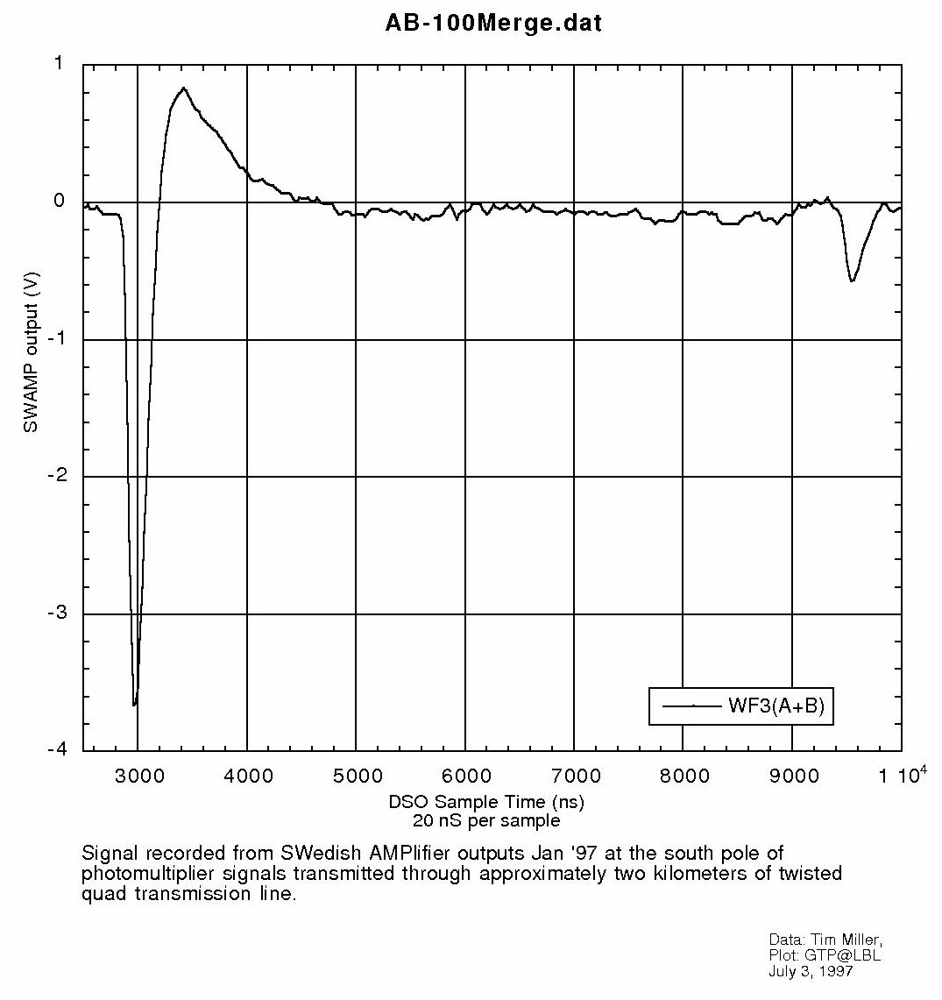 AB-100Merge.dat
1
0
-1
-2
-3
-4
SWAMP output (V)
WF3(A+B)
3000 4000 5000 6000 7000 8000 9000 1 10⁴
DSO Sample Time (ns)
20 nS per sample
Signal recorded from SWedish AMPlifier outputs Jan '97 at the south pole of
photomultiplier signals transmitted through approximately two kilometers of twisted
quad transmission line.
Data: Tim Miller,
Plot: GTP@LBL
July 3, 1997